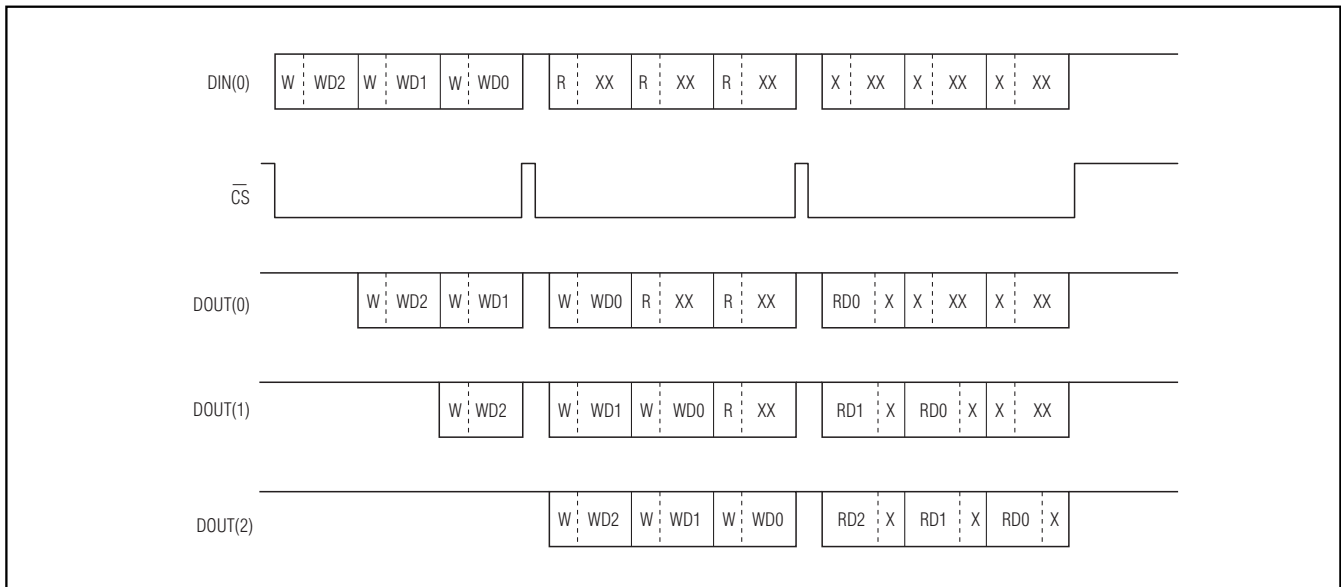 DIN(0) W WD2 W WD1 W WD0 R XX R XX R XX X XX X XX X XX
CS
DOUT(0) W WD2 W WD1 W WD0 R XX R XX RD0 X X XX X XX
DOUT(1) W WD2 W WD1 W WD0 R XX RD1 X RD0 X X XX
DOUT(2) W WD2 W WD1 W WD0 RD2 X RD1 X RD0 X